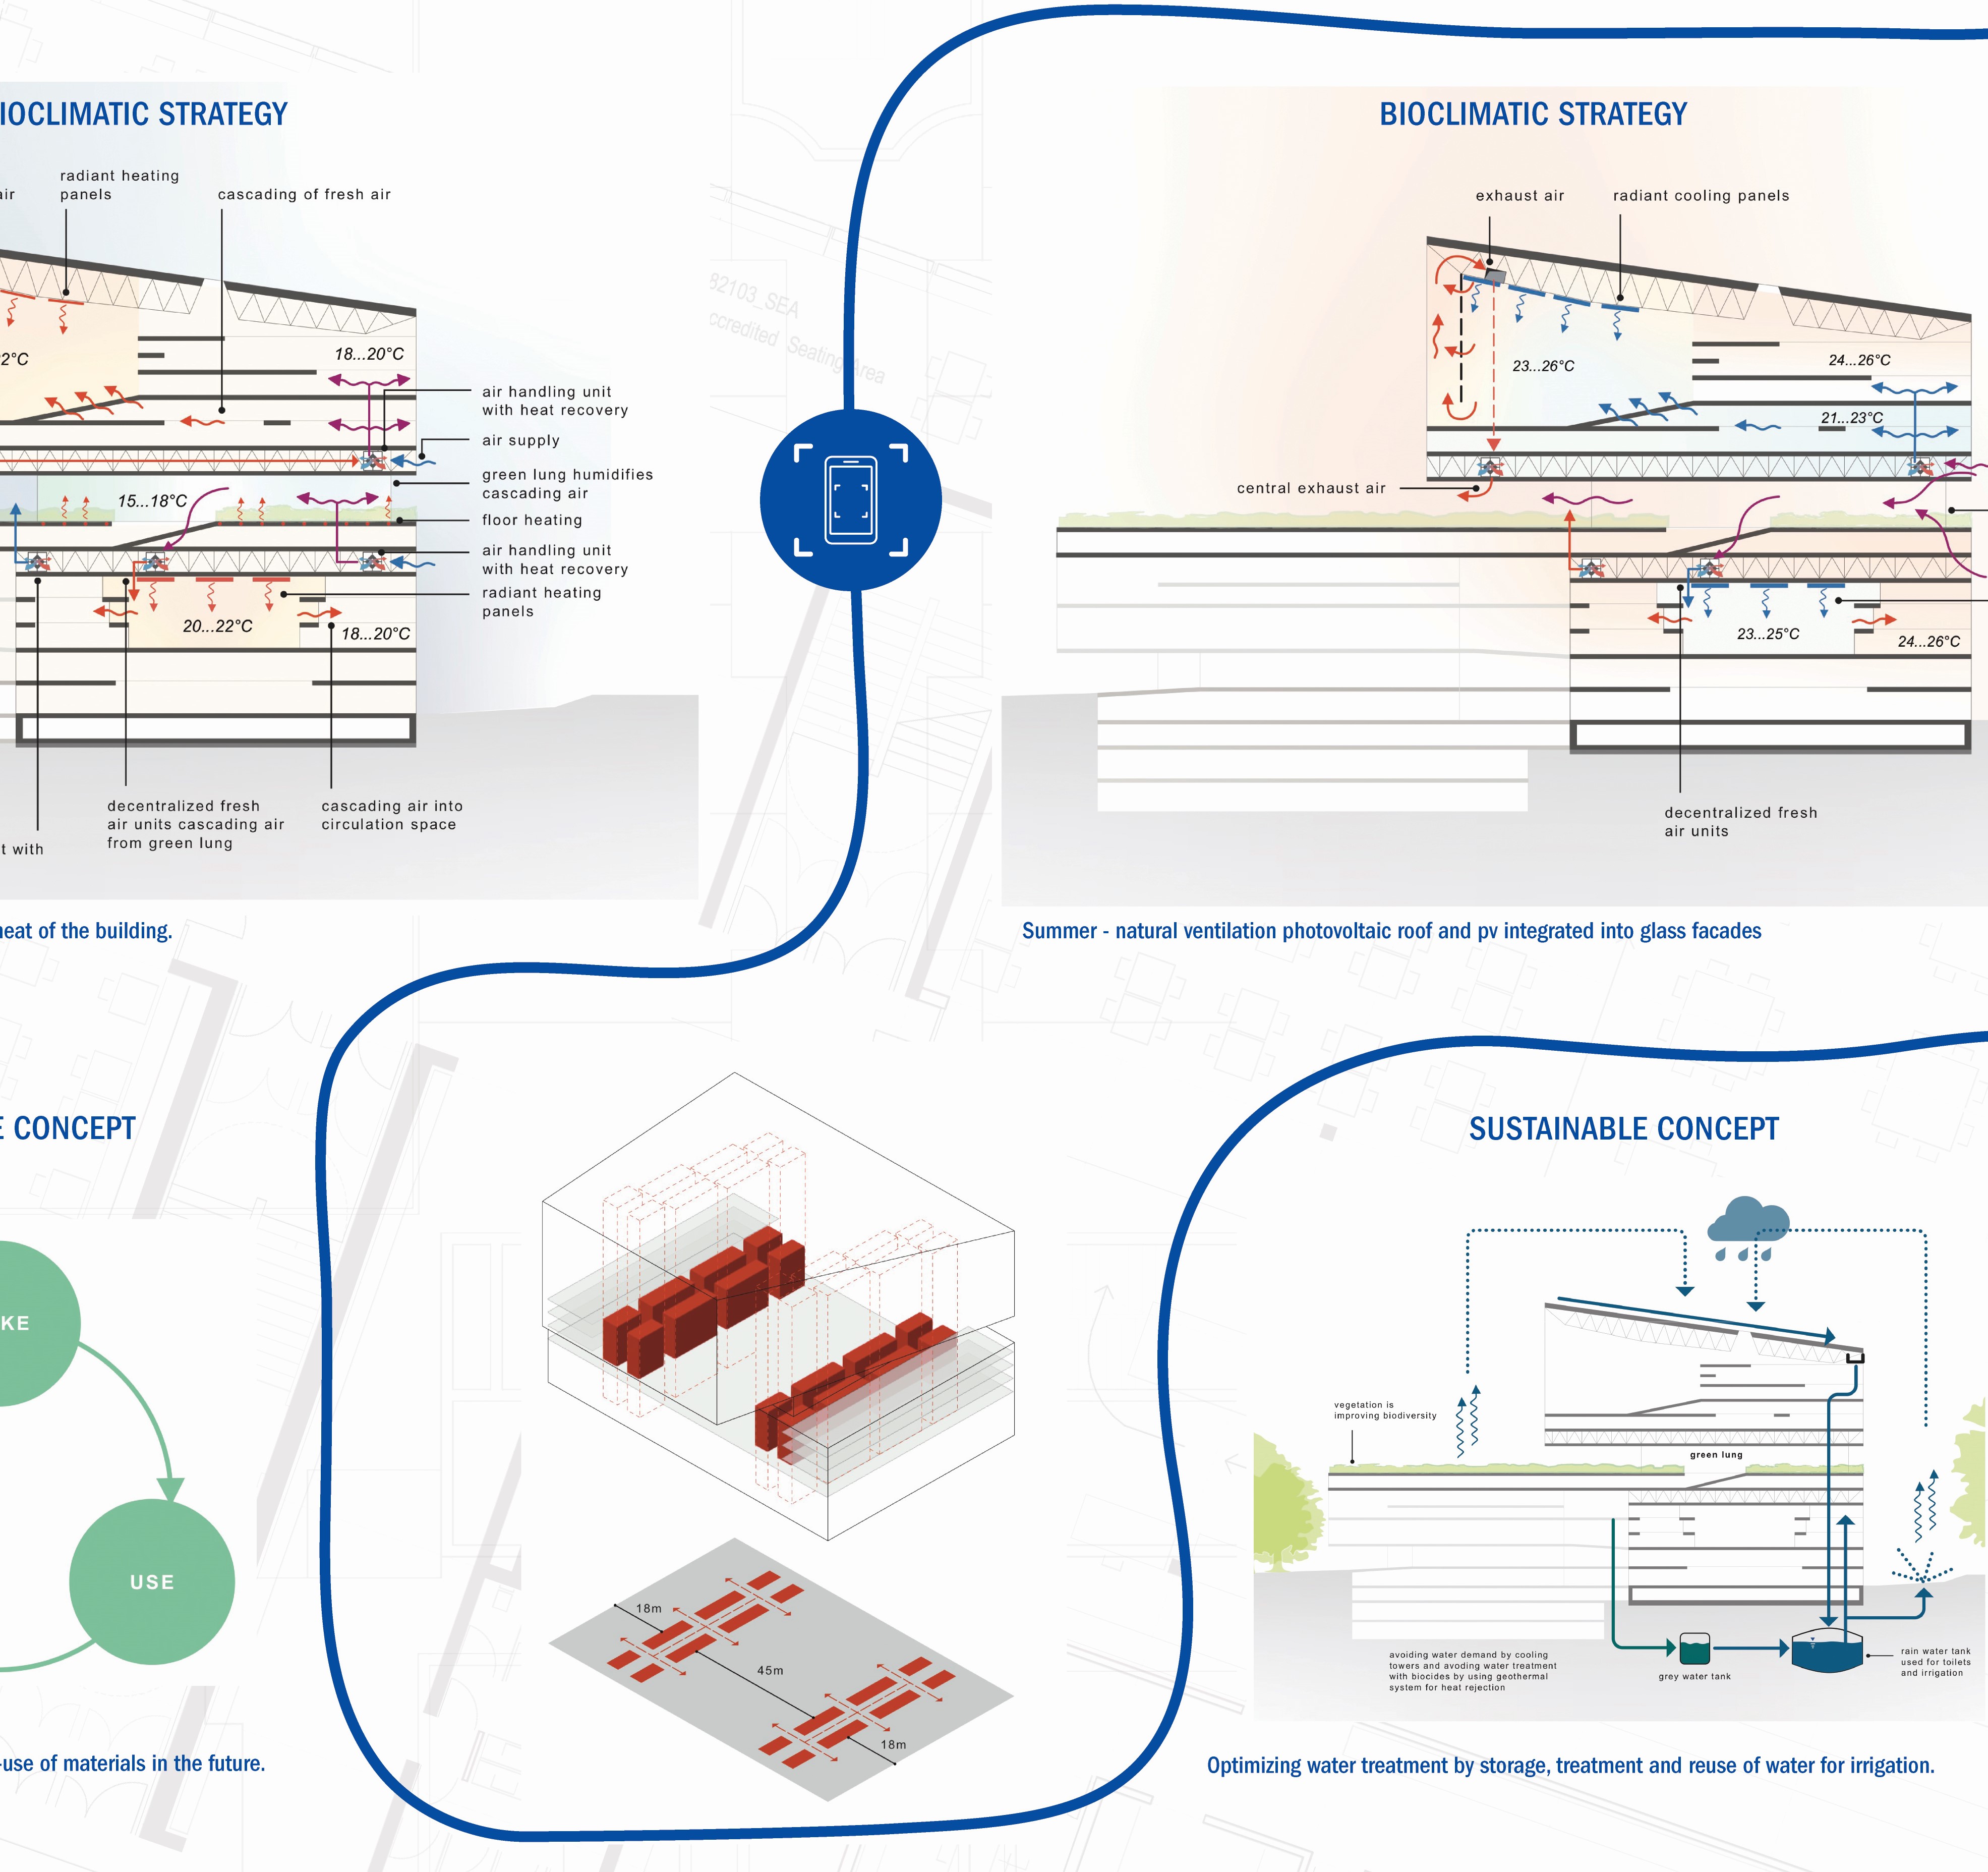 IOCLIMATIC STRATEGY
air
radiant heating
panels
cascading of fresh air
2°C
18...20°C
air handling unit
with heat recovery
air supply
green lung humidifies
cascading air
15...18°C
floor heating
air handling unit
with heat recovery
radiant heating
panels
20...22°C
18...20°C
decentralized fresh
air units cascading air
from green lung
cascading air into
circulation space
t with
heat of the building.
82103_SEA
ccredited Seating Area
BIOCLIMATIC STRATEGY
exhaust air
radiant cooling panels
23...26°C
24...26°C
21...23°C
central exhaust air
23...25°C
24...26°C
decentralized fresh
air units
Summer - natural ventilation photovoltaic roof and pv integrated into glass facades
E CONCEPT
KE
USE
-use of materials in the future.
18m
45m
18m
SUSTAINABLE CONCEPT
vegetation is
improving biodiversity
green lung
avoiding water demand by cooling
towers and avoding water treatment
with biocides by using geothermal
system for heat rejection
grey water tank
rain water tank
used for toilets
and irrigation
Optimizing water treatment by storage, treatment and reuse of water for irrigation.